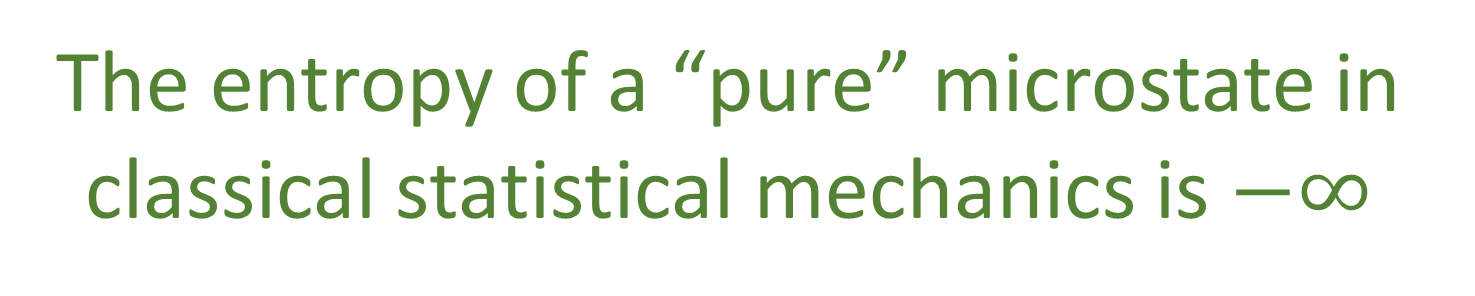 The entropy of a “pure” microstate in
classical statistical mechanics is −∞